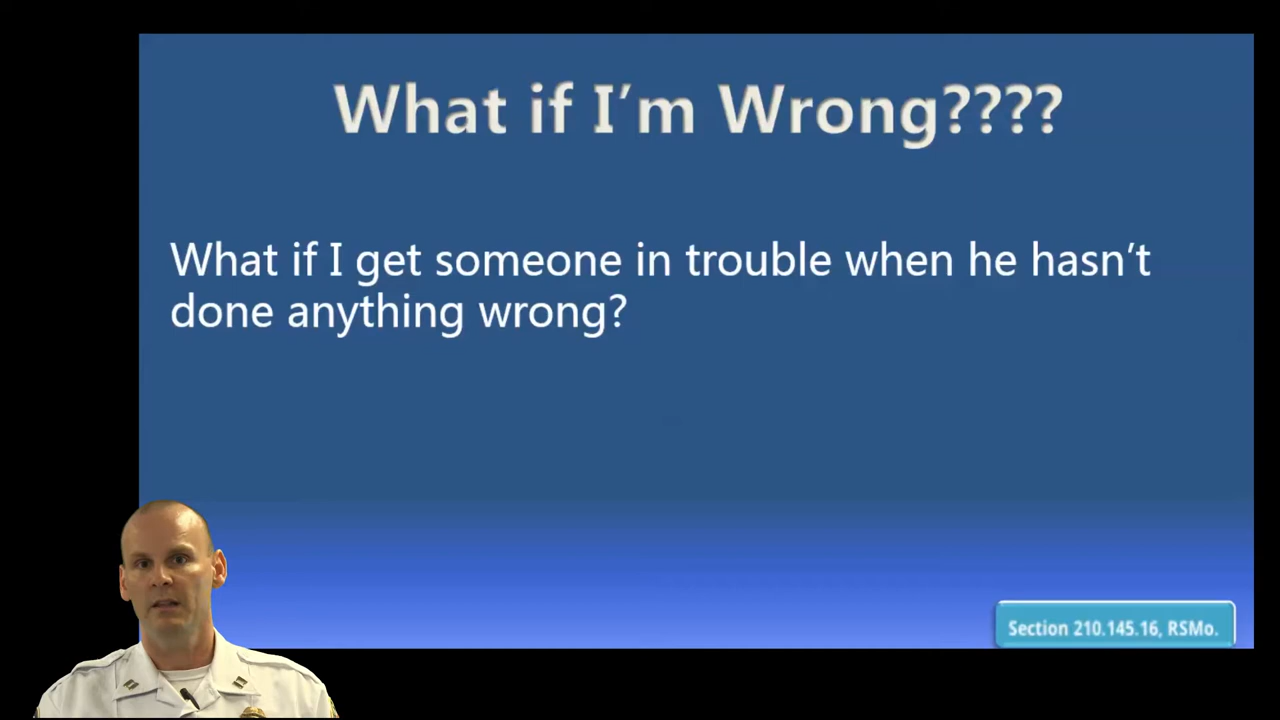 What if I'm Wrong????
What if I get someone in trouble when he hasn't
done anything wrong?
Section 210.145.16, RSMo.